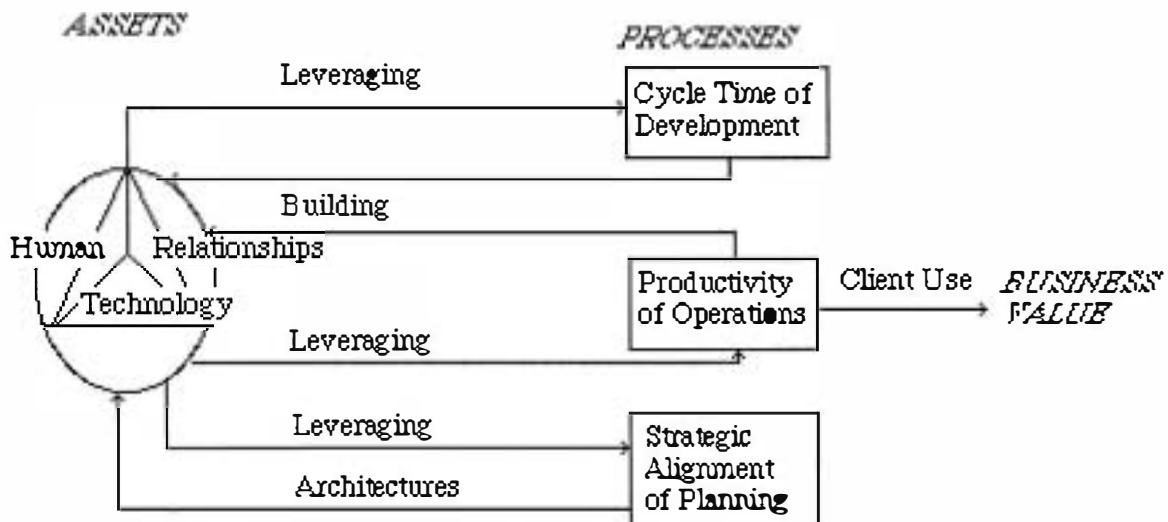 ASSETS
PROCESSES
Leveraging
Cycle Time of
Development
Building
Human
Relationships
Technology
Productivity
of Operations
Client Use
BUSINESS
VALUE
Leveraging
Leveraging
Strategic
Alignment
of Planning
Architectures